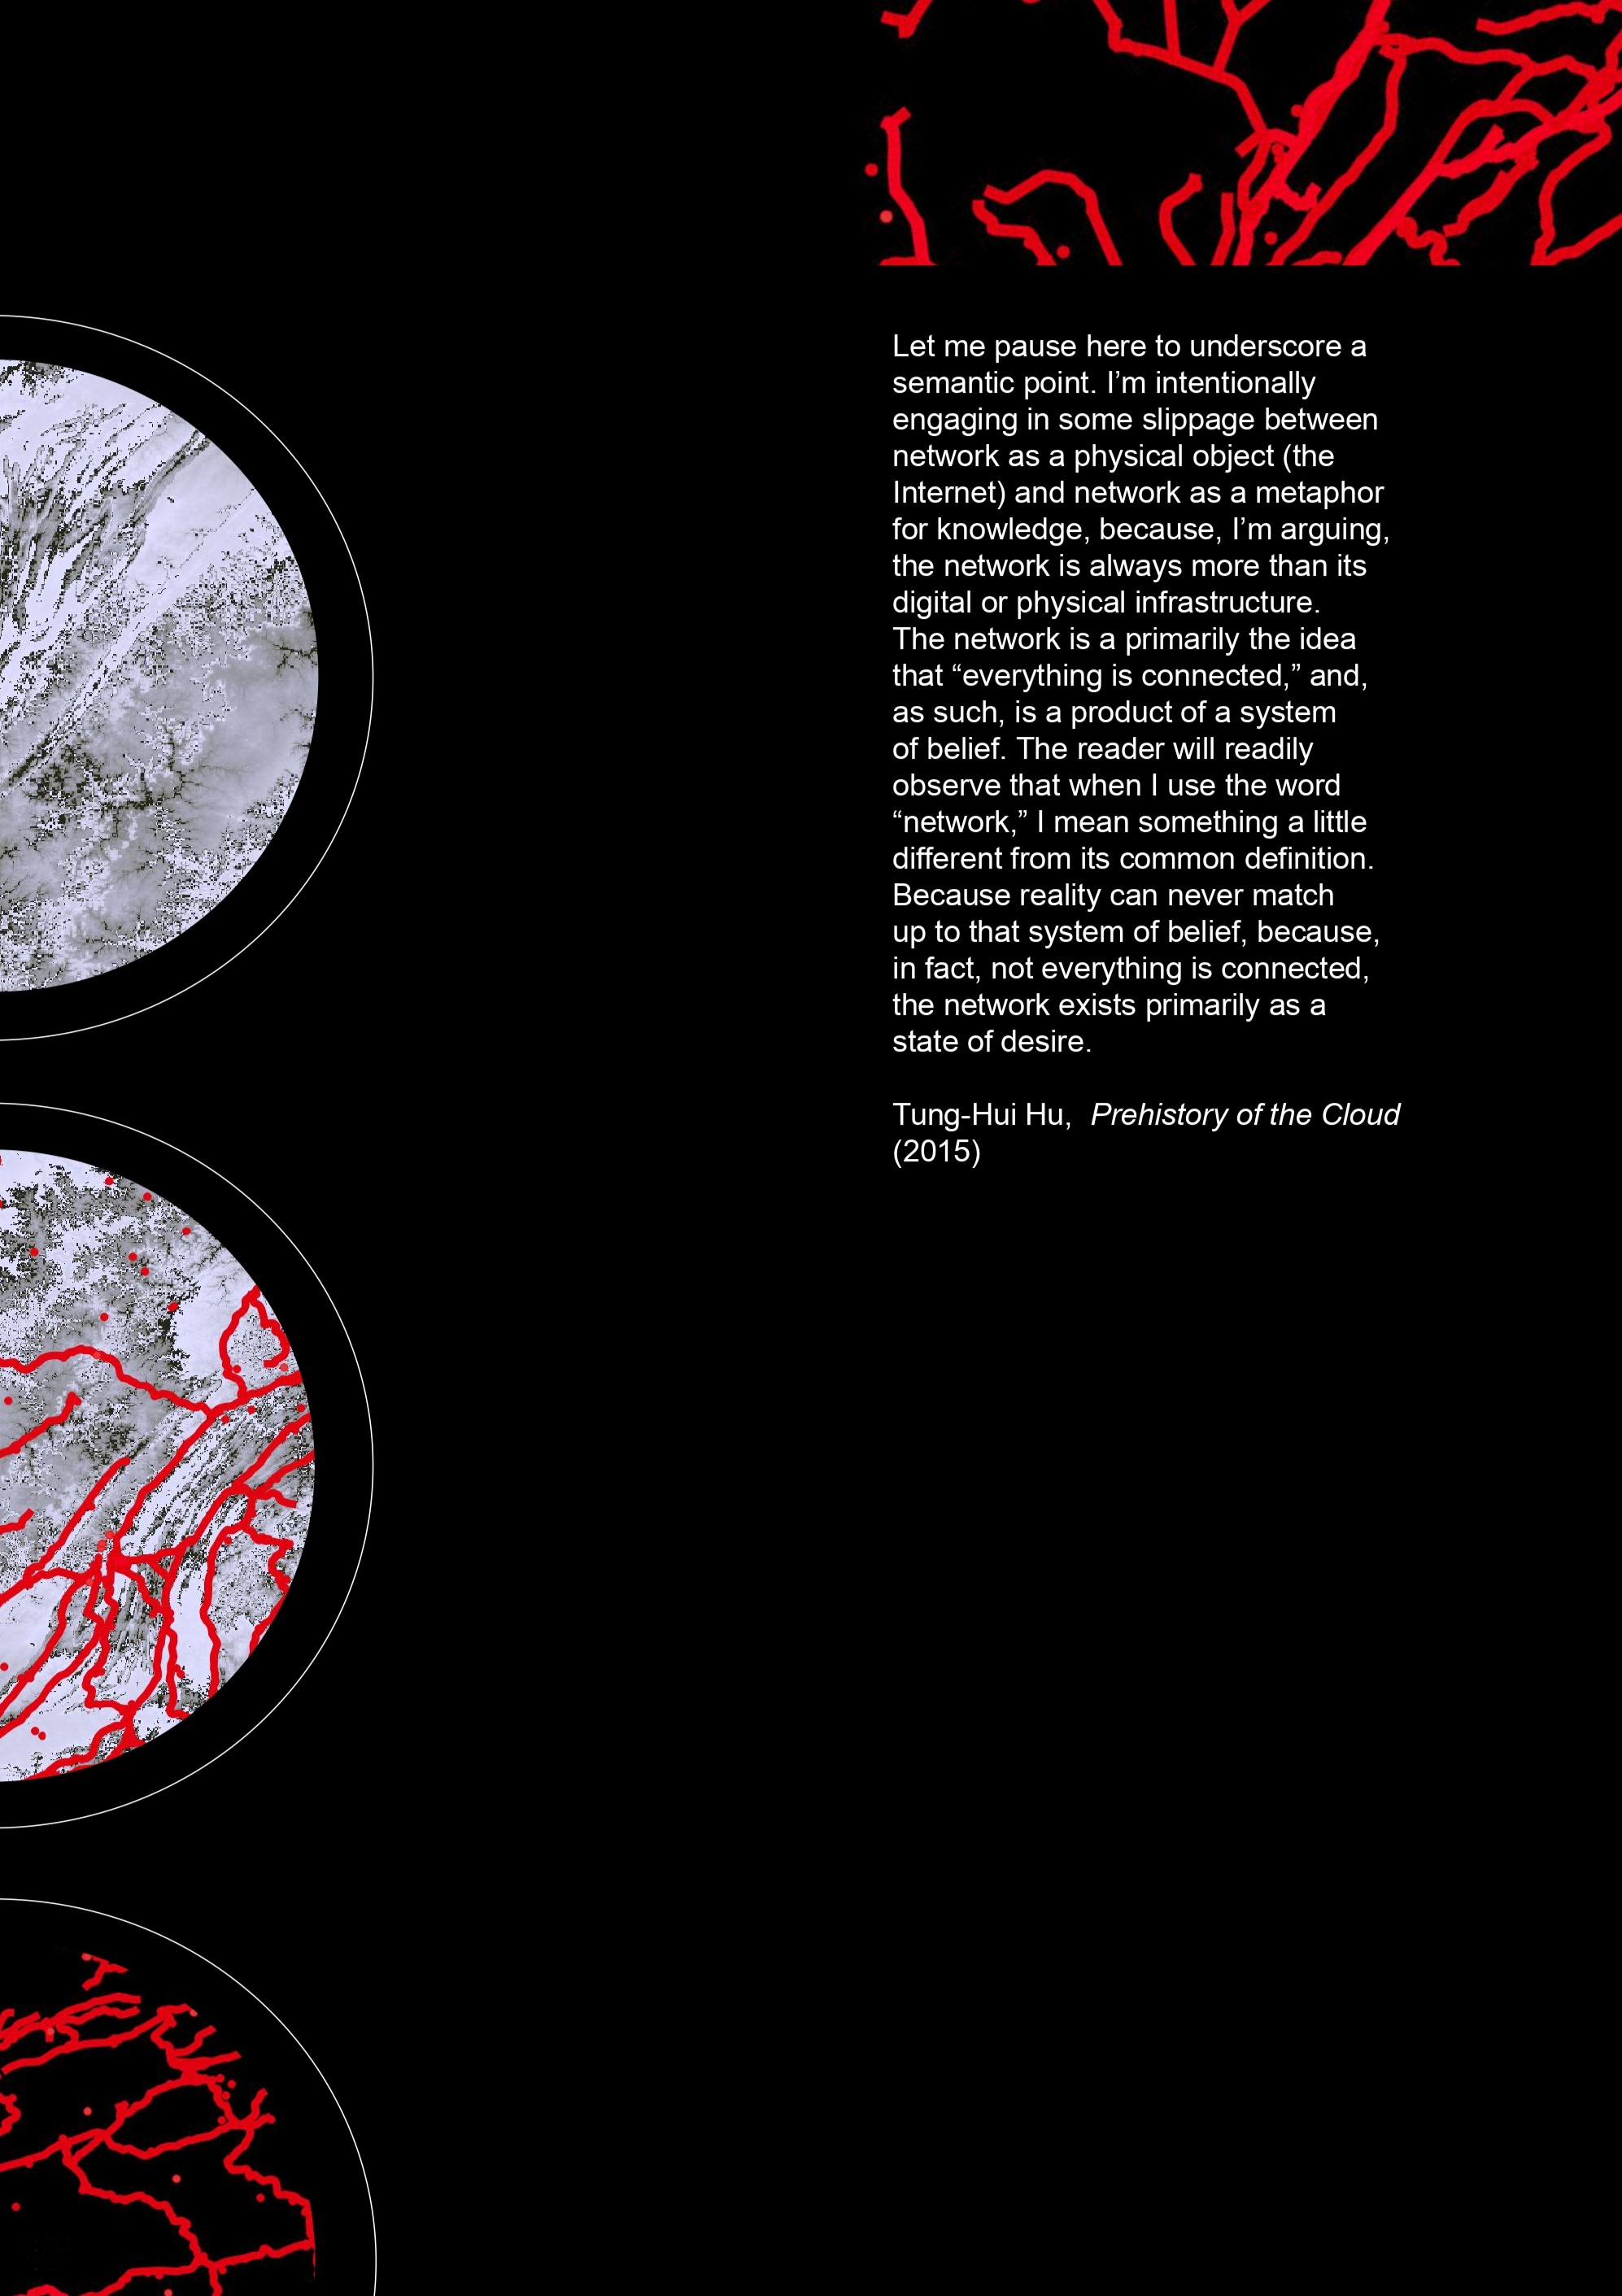 Let me pause here to underscore a
semantic point. I’m intentionally
engaging in some slippage between
network as a physical object (the
Internet) and network as a metaphor
for knowledge, because, I’m arguing,
the network is always more than its
digital or physical infrastructure.
The network is a primarily the idea
that “everything is connected,” and,
as such, is a product of a system
of belief. The reader will readily
observe that when I use the word
“network,” I mean something a little
different from its common definition.
Because reality can never match
up to that system of belief, because,
in fact, not everything is connected,
the network exists primarily as a
state of desire.
Tung-Hui Hu,  Prehistory of the Cloud
(2015)